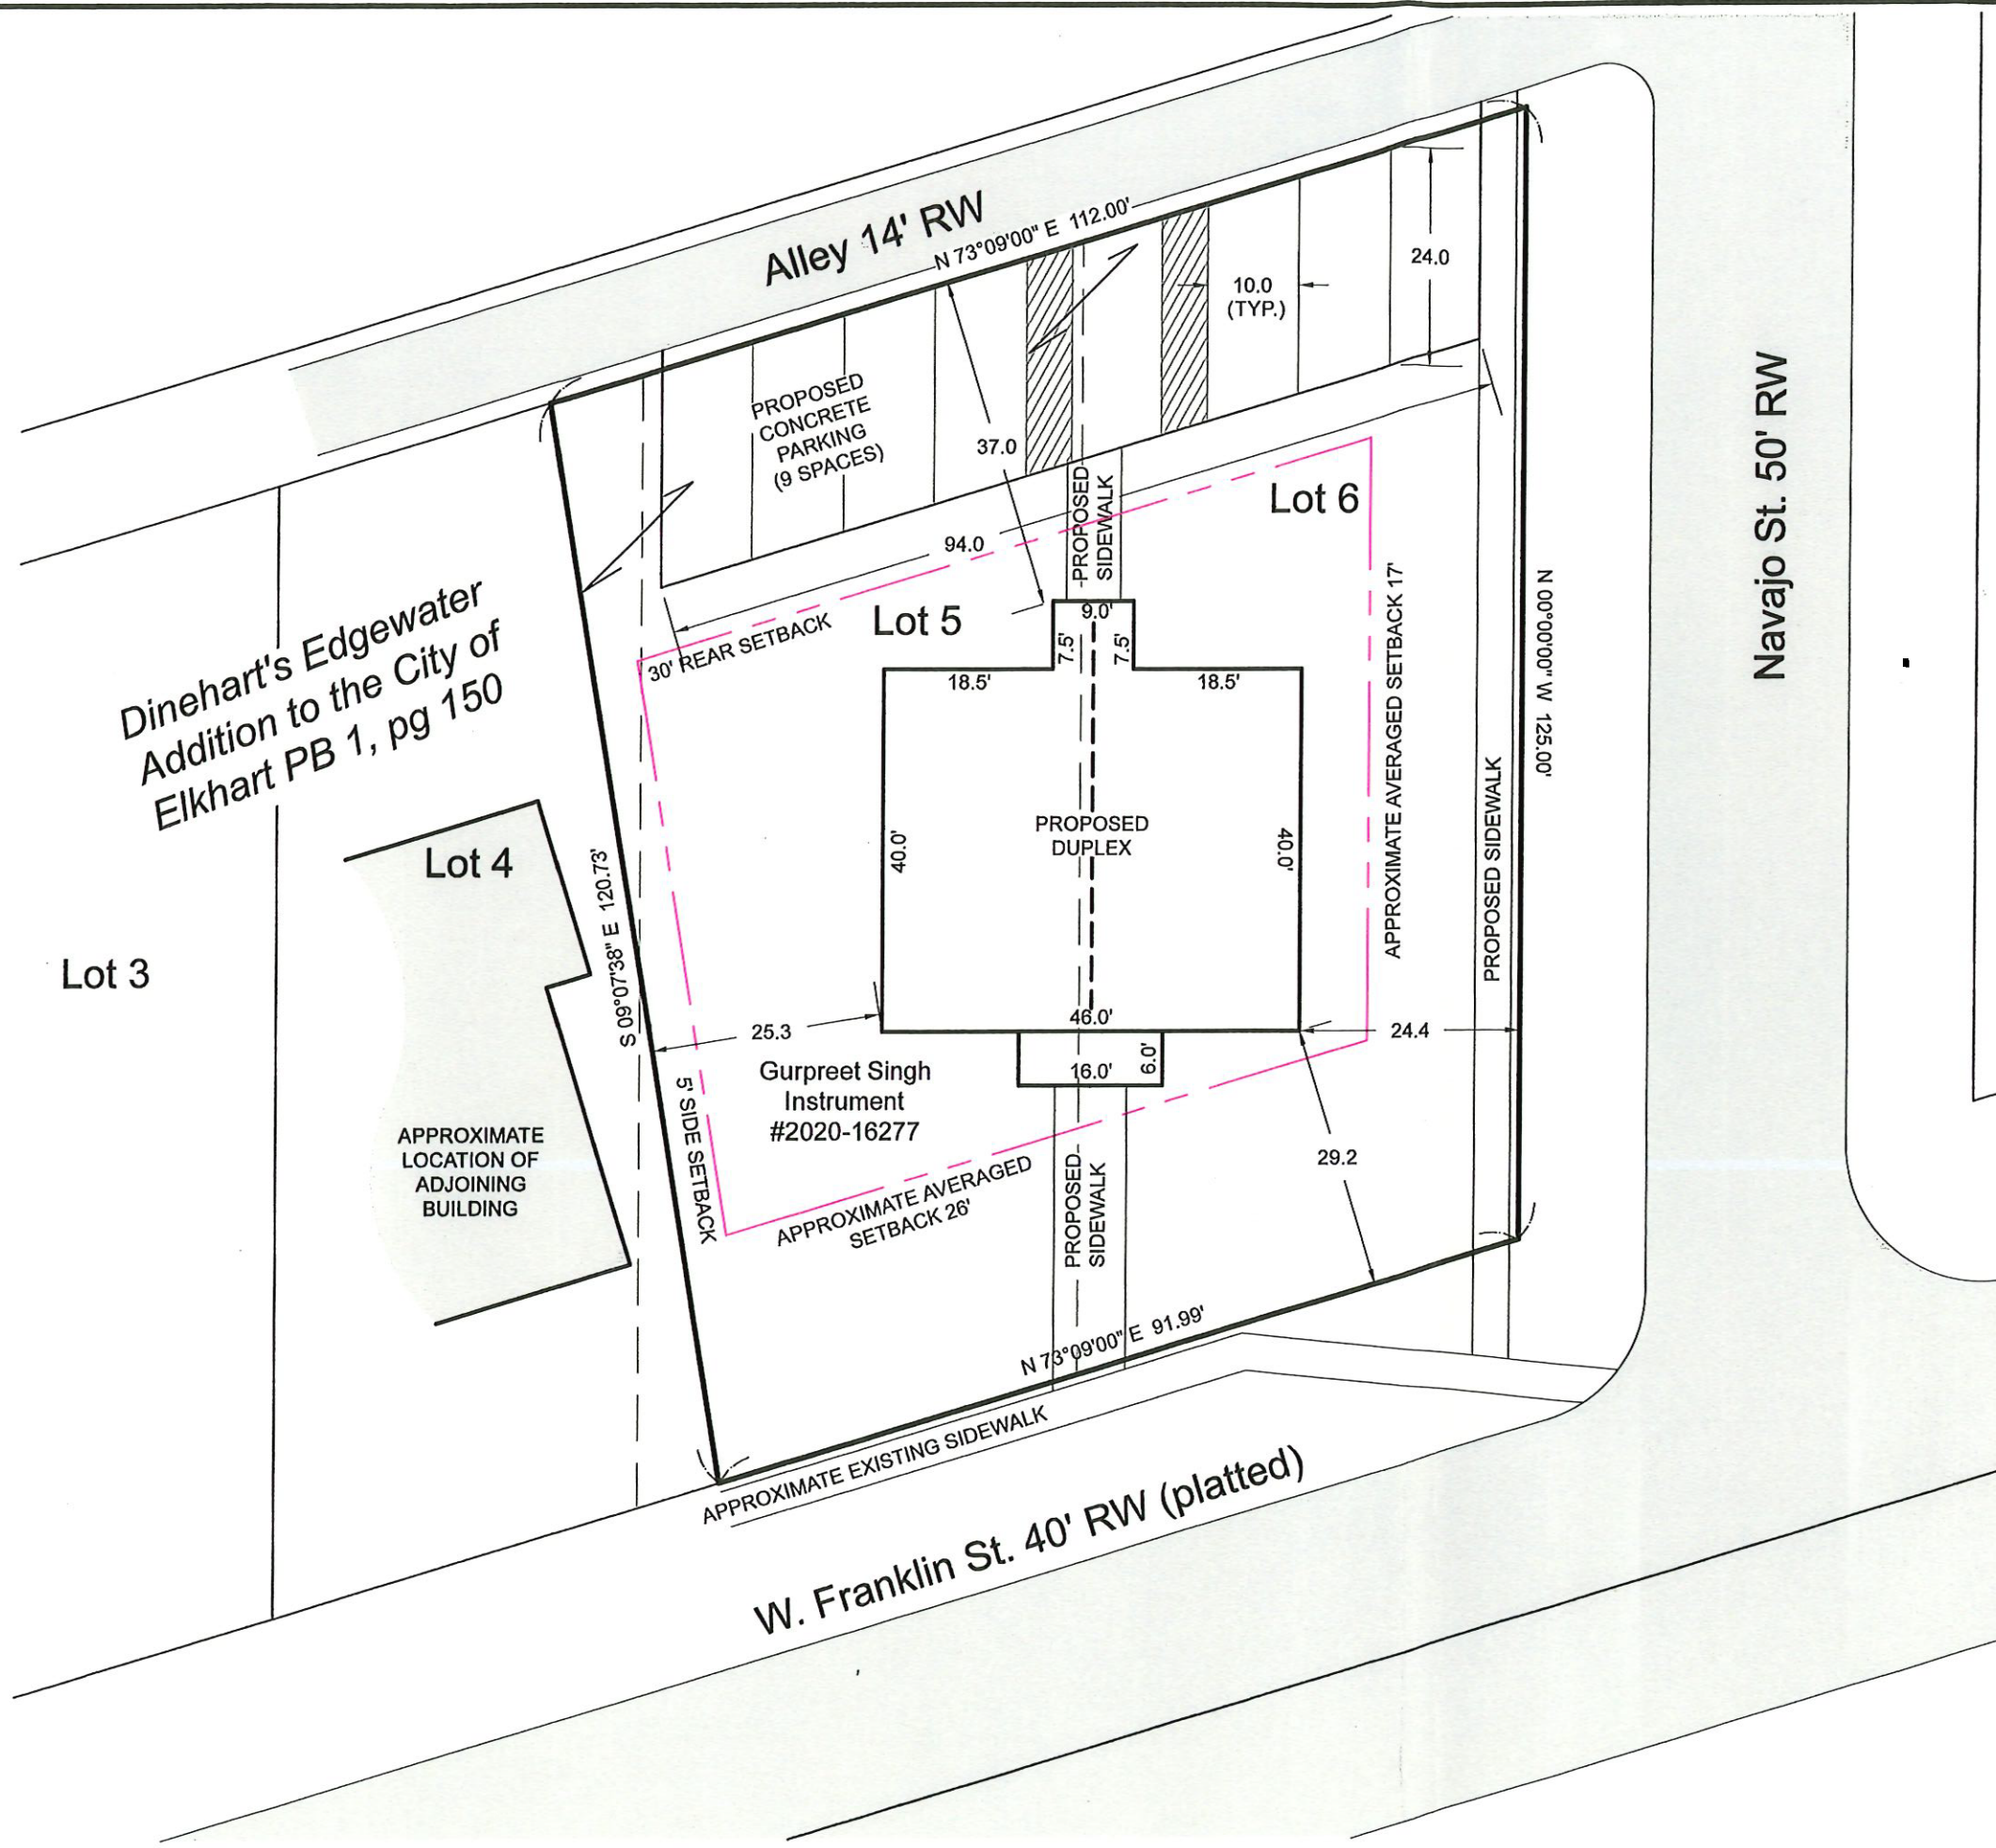 Alley 14' RW
N 73°09'00" E 112.00'
24.0
10.0
(TYP.)
PROPOSED
CONCRETE
PARKING
(9 SPACES)
37.0
PROPOSED
SIDEWALK
Lot 6
94.0
Navajo St. 50' RW
Dinehart's Edgewater
Addition to the City of
Elkhart PB 1, pg 150
Lot 5
30' REAR SETBACK
9.0'
7.5'
7.5'
18.5'
18.5'
APPROXIMATE AVERAGED SETBACK 17'
N 00°00'00" W 125.00'
PROPOSED SIDEWALK
PROPOSED
DUPLEX
40.0'
40.0'
Lot 4
Lot 3
S 09°07'38" E 120.73'
46.0'
25.3
24.4
16.0'
6.0'
Gurpreet Singh
Instrument
#2020-16277
5' SIDE SETBACK
APPROXIMATE
LOCATION OF
ADJOINING
BUILDING
29.2
APPROXIMATE AVERAGED
SETBACK 26'
PROPOSED
SIDEWALK
N 73°09'00" E 91.99'
APPROXIMATE EXISTING SIDEWALK
W. Franklin St. 40' RW (platted)